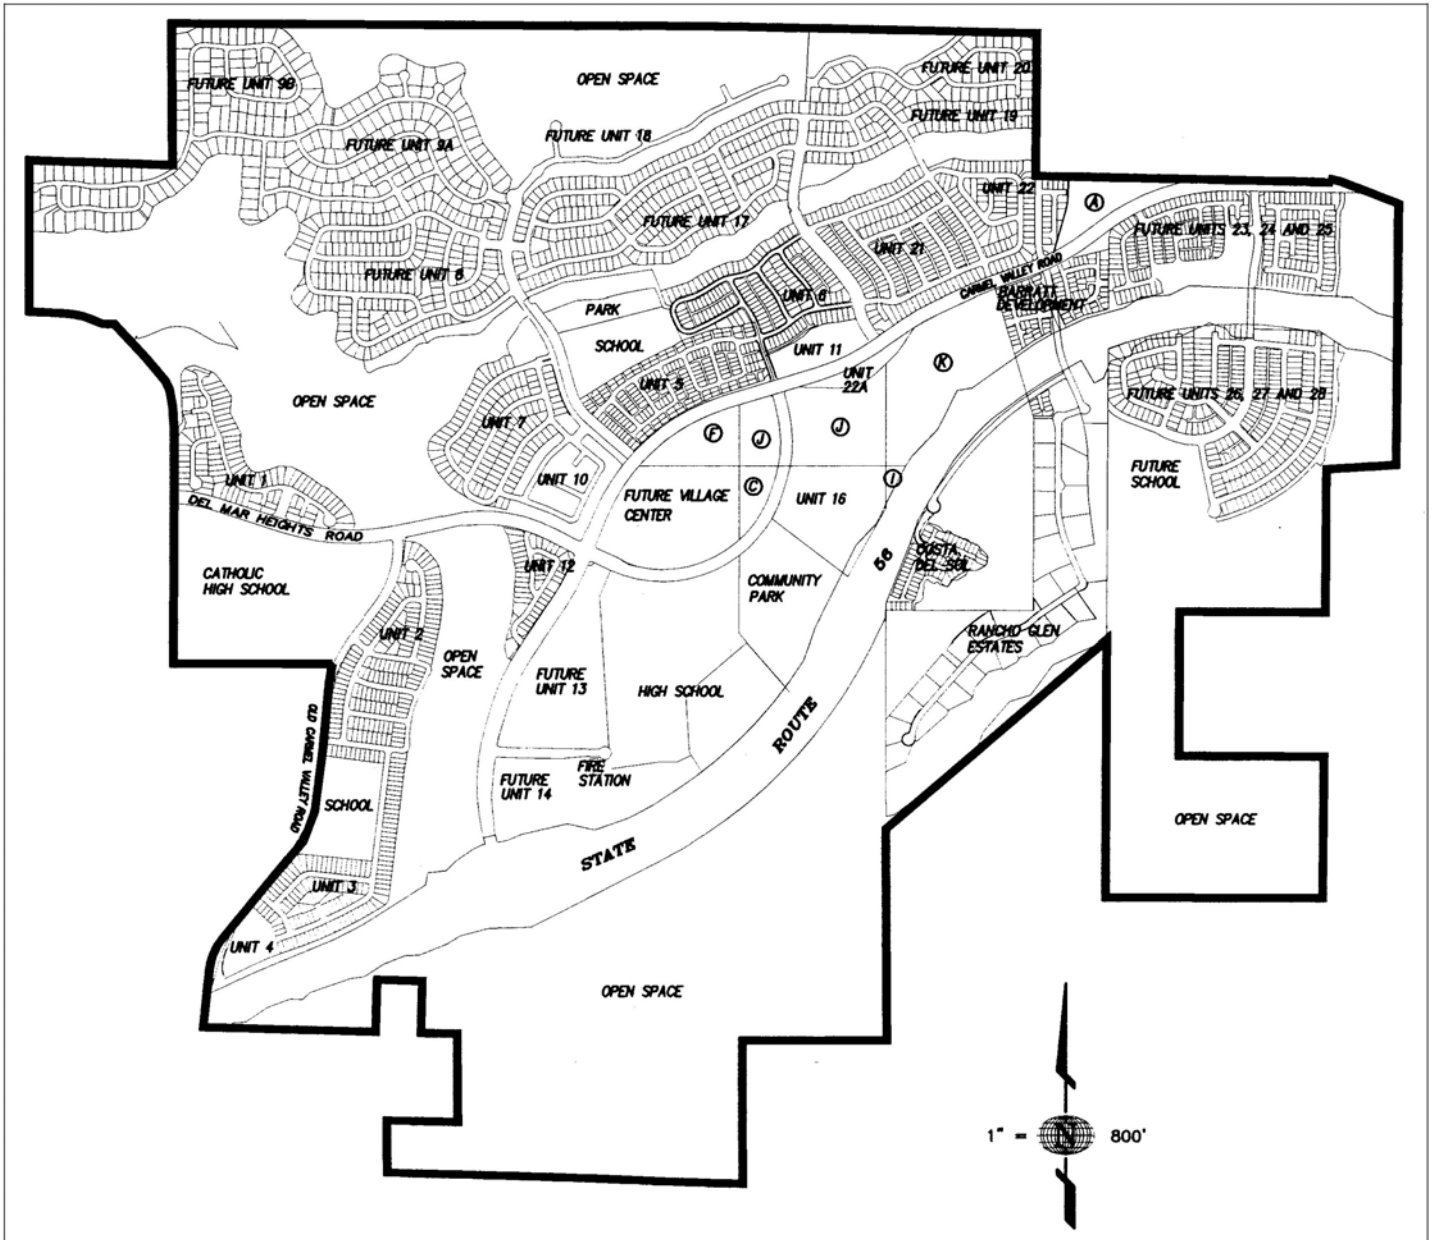 OPEN SPACE
FUTURE UNIT 20
FUTURE UNIT 9B
FUTURE UNIT 19
FUTURE UNIT 18
FUTURE UNIT 9A
UNIT 22
A
FUTURE UNIT 17
FUTURE UNITS 23, 24 AND 25
UNIT 21
CARMEL VALLEY ROAD
FUTURE UNIT 8
BARRATT
DEVELOPMENT
UNIT 6
PARK
SCHOOL
UNIT 11
K
UNIT
22A
UNIT 5
OPEN SPACE
FUTURE UNITS 26, 27 AND 28
UNIT 7
F
J
J
FUTURE
SCHOOL
UNIT 1
UNIT 10
C
I
FUTURE VILLAGE
CENTER
UNIT 16
DEL MAR HEIGHTS ROAD
56
COSTA
DEL SOL
UNIT 12
CATHOLIC
HIGH SCHOOL
COMMUNITY
PARK
UNIT 2
RANCHO GLEN
ESTATES
OPEN
SPACE
FUTURE
UNIT 13
HIGH SCHOOL
ROUTE
OLD CARMEL VALLEY ROAD
FIRE
STATION
FUTURE
UNIT 14
SCHOOL
OPEN SPACE
STATE
UNIT 3
UNIT 4
OPEN SPACE
1" = N 800'